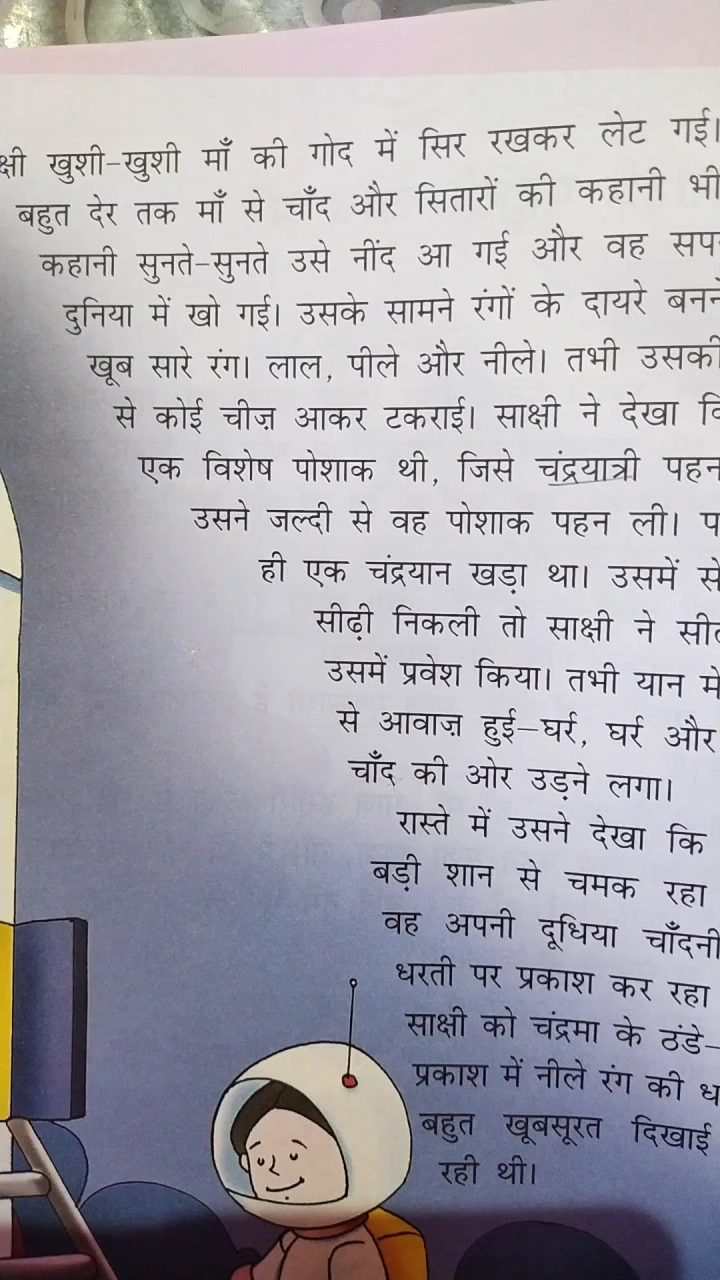 खुशी-खुशी माँ की गोद में सिर रखकर लेट गई।
बहुत देर तक माँ से चाँद और सितारों की कहानी भी
कहानी सुनते-सुनते उसे नींद आ गई और वह
दुनिया में खो गई। उसके सामने रंगों के दायरे
खूब सारे रंग। लाल, पीले और नीले। तभी उसकी
से कोई चीज़ आकर टकराई। साक्षी ने देखा
एक विशेष पोशाक थी, जिसे चंद्रयात्री
उसने जल्दी से वह पोशाक पहन ली।
ही एक चंद्रयान खड़ा था। उसमें से
सीढ़ी निकली तो साक्षी ने
उसमें प्रवेश किया। तभी यान में
से आवाज़ हुई–घर्र, घर्र और
चाँद की ओर उड़ने लगा।
रास्ते में उसने देखा कि
बड़ी शान से चमक रहा
वह अपनी दूधिया चाँदनी
धरती पर प्रकाश कर रहा
साक्षी को चंद्रमा के ठंडे-
प्रकाश में नीले रंग की
बहुत खूबसूरत दिखाई
रही थी।